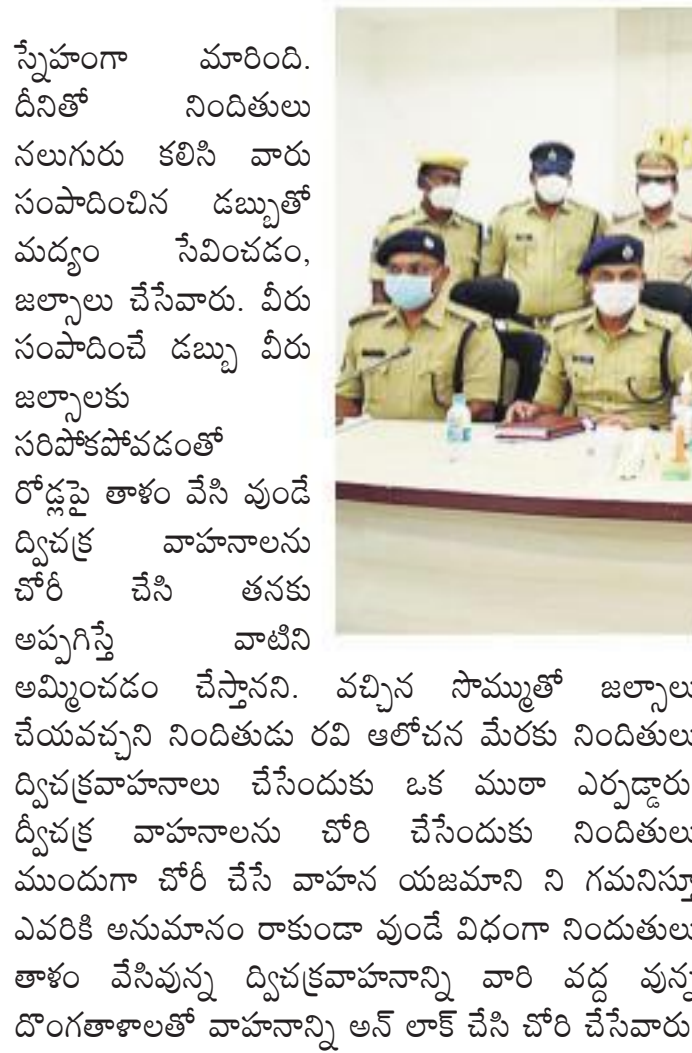 స్నేహంగా మారింది.
దీనితో నిందితులు
నలుగురు కలిసి వారు
సంపాదించిన డబ్బుతో
మద్యం సేవించడం,
జల్సాలు చేసేవారు. వీరు
సంపాదించే డబ్బు వీరు
జల్సాలకు
సరిపోకపోవడంతో
రోడ్లపై తాళం వేసి వుండే
ద్విచక్ర వాహనాలను
చోరీ చేసి తనకు
అప్పగిస్తే వాటిని
అమ్మించడం చేస్తానని. వచ్చిన సొమ్ముతో జల్సాలు
చేయవచ్చని నిందితుడు రవి ఆలోచన మేరకు నిందితులు
ద్విచక్రవాహనాలు చేసేందుకు ఒక ముఠా ఎర్పడ్డారు
ద్వీచక్ర వాహనాలను చోరి చేసేందుకు నిందితులు
ముందుగా చోరీ చేసే వాహన యజమాని ని గమనిస్తూ
ఎవరికి అనుమానం రాకుండా వుండే విధంగా నిందుతులు
తాళం వేసివున్న ద్విచక్రవాహనాన్ని వారి వద్ద వున్న
దొంగతాళాలతో వాహనాన్ని అన్ లాక్ చేసి చోరి చేసేవారు